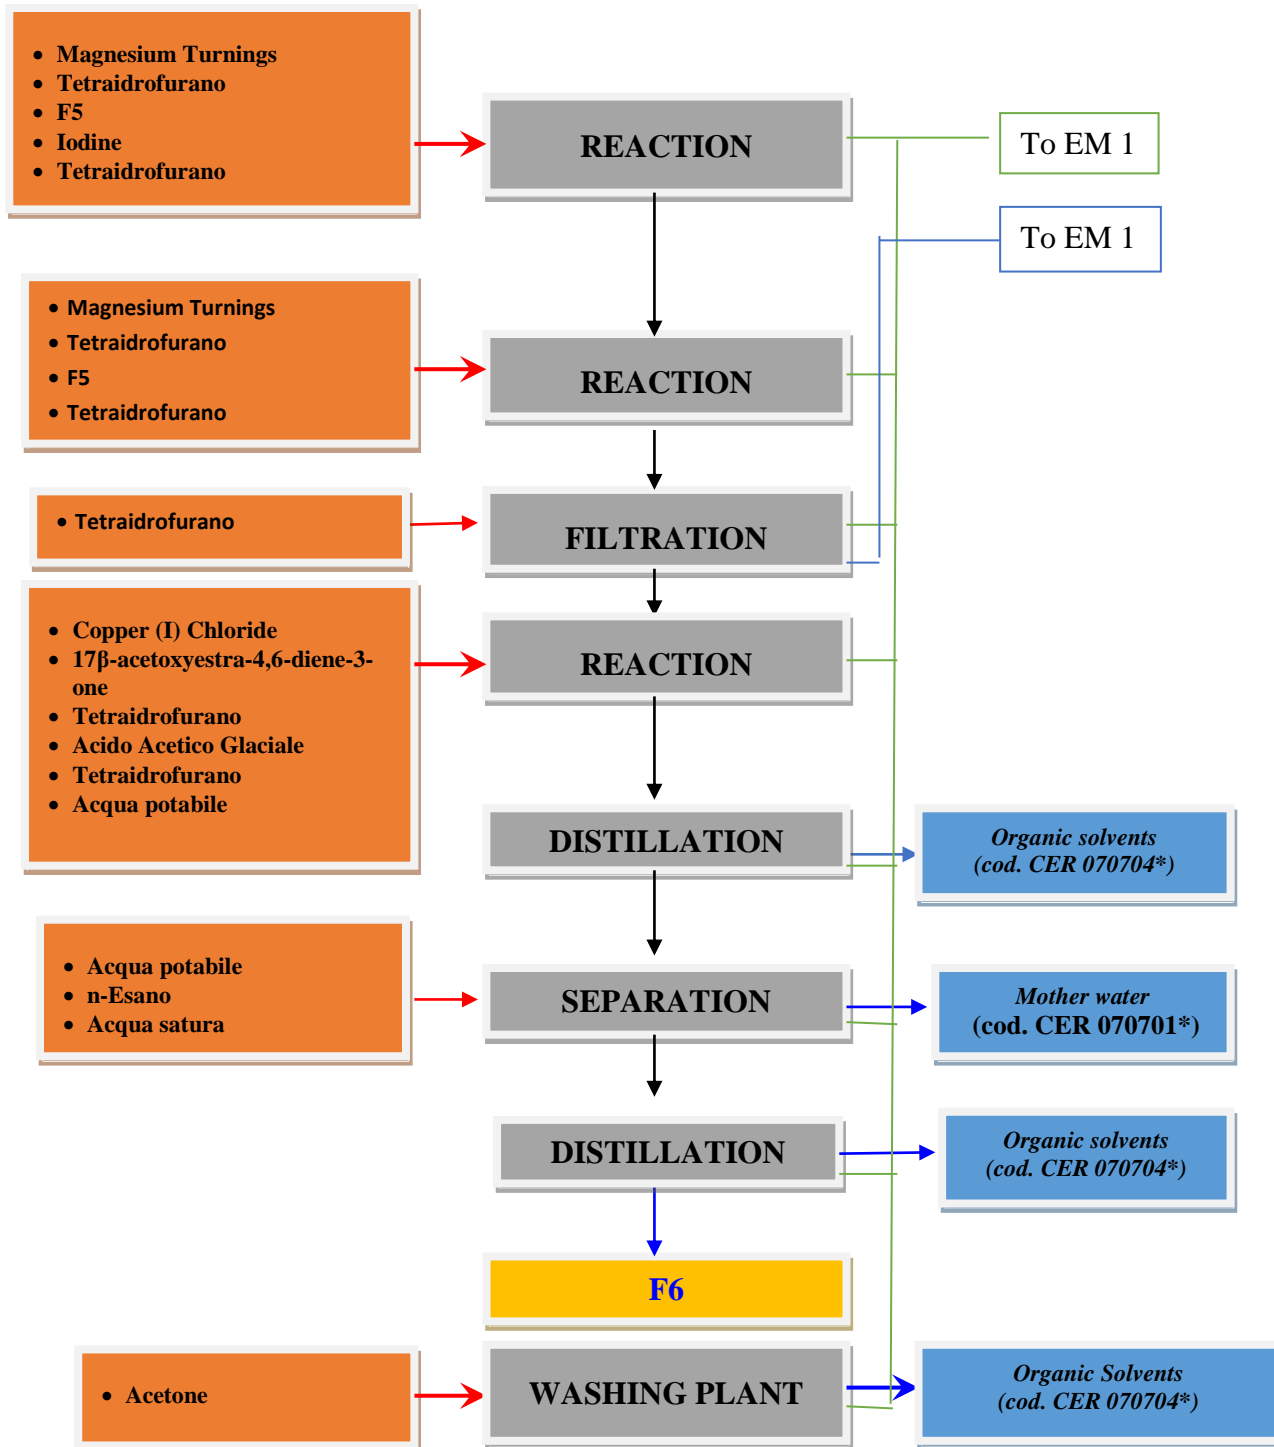 • Magnesium Turnings
• Tetraidrofurano
• F5
• Iodine
• Tetraidrofurano
REACTION
To EM 1
To EM 1
• Magnesium Turnings
• Tetraidrofurano
• F5
• Tetraidrofurano
REACTION
• Tetraidrofurano
FILTRATION
• Copper (I) Chloride
• 17β-acetoxyestra-4,6-diene-3-
one
• Tetraidrofurano
• Acido Acetico Glaciale
• Tetraidrofurano
• Acqua potabile
REACTION
DISTILLATION
Organic solvents
(cod. CER 070704*)
• Acqua potabile
• n-Esano
• Acqua satura
SEPARATION
Mother water
(cod. CER 070701*)
DISTILLATION
Organic solvents
(cod. CER 070704*)
F6
• Acetone
WASHING PLANT
Organic Solvents
(cod. CER 070704*)